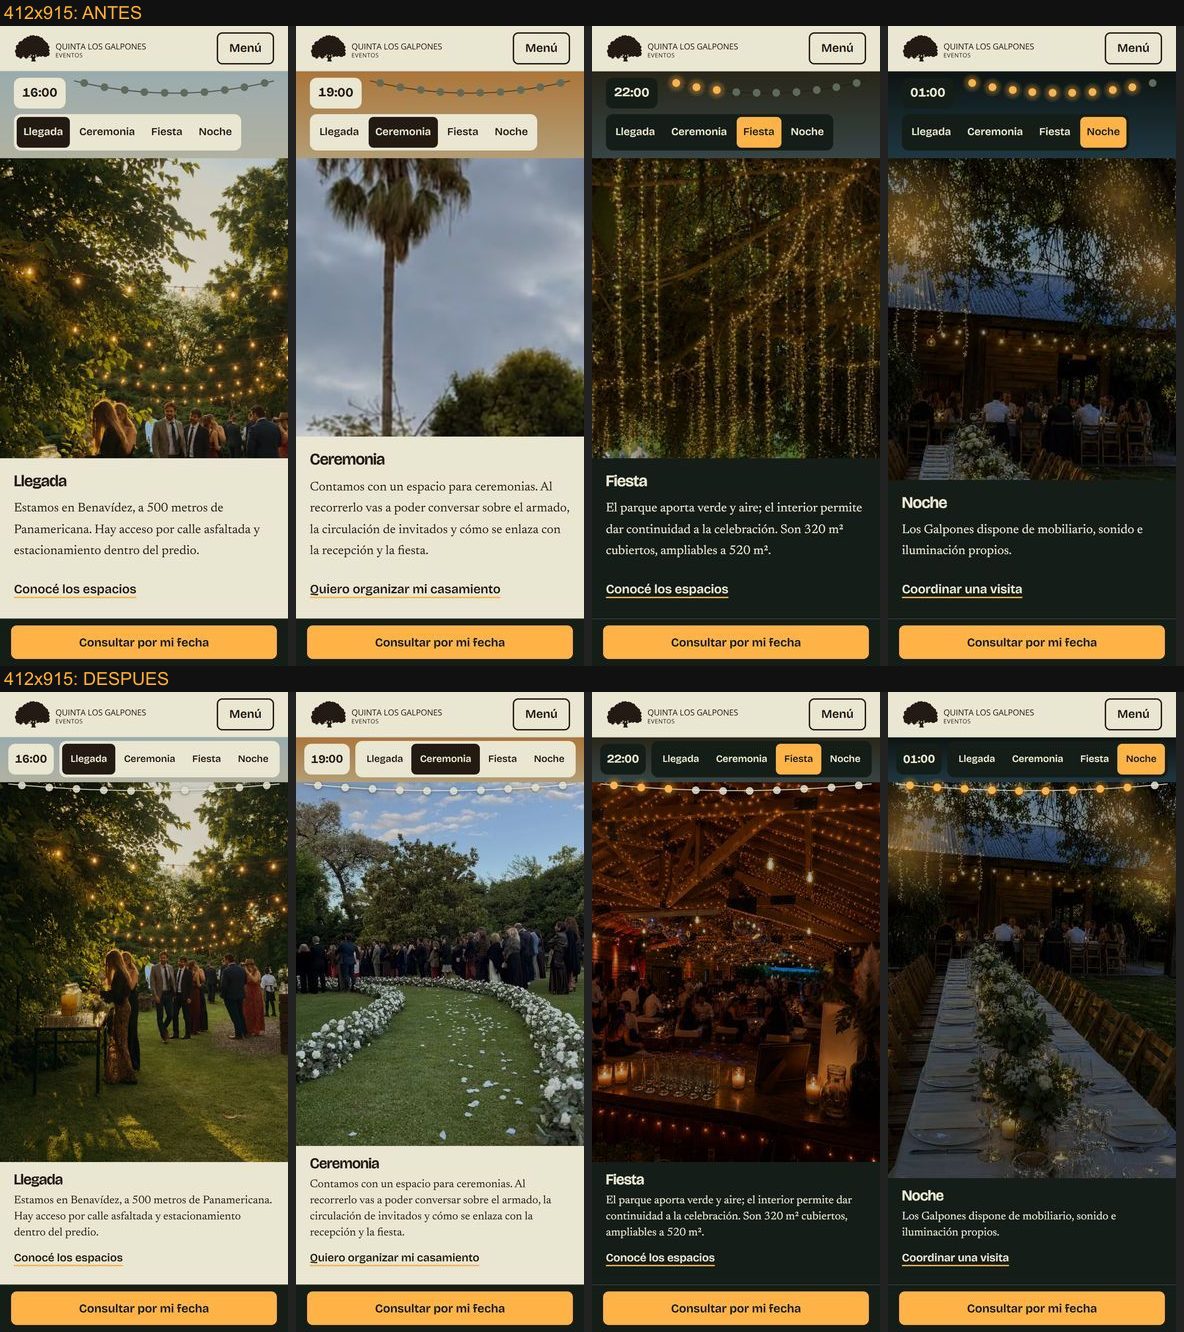 412x915: ANTES
QUINTA LOS GALPONES
EVENTOS
Menú
16:00
Llegada Ceremonia Fiesta Noche
Llegada
Estamos en Benavídez, a 500 metros de
Panamericana. Hay acceso por calle asfaltada y
estacionamiento dentro del predio.
Conocé los espacios
Consultar por mi fecha
QUINTA LOS GALPONES
EVENTOS
Menú
19:00
Llegada Ceremonia Fiesta Noche
Ceremonia
Contamos con un espacio para ceremonias. Al
recorrerlo vas a poder conversar sobre el armado,
la circulación de invitados y cómo se enlaza con
la recepción y la fiesta.
Quiero organizar mi casamiento
Consultar por mi fecha
QUINTA LOS GALPONES
EVENTOS
Menú
22:00
Llegada Ceremonia Fiesta Noche
Fiesta
El parque aporta verde y aire; el interior permite
dar continuidad a la celebración. Son 320 m²
cubiertos, ampliables a 520 m².
Conocé los espacios
Consultar por mi fecha
QUINTA LOS GALPONES
EVENTOS
Menú
01:00
Llegada Ceremonia Fiesta Noche
Noche
Los Galpones dispone de mobiliario, sonido e
iluminación propios.
Coordinar una visita
Consultar por mi fecha
412x915: DESPUES
QUINTA LOS GALPONES
EVENTOS
Menú
16:00 Llegada Ceremonia Fiesta Noche
Llegada
Estamos en Benavídez, a 500 metros de Panamericana.
Hay acceso por calle asfaltada y estacionamiento
dentro del predio.
Conocé los espacios
Consultar por mi fecha
QUINTA LOS GALPONES
EVENTOS
Menú
19:00 Llegada Ceremonia Fiesta Noche
Ceremonia
Contamos con un espacio para ceremonias. Al
recorrerlo vas a poder conversar sobre el armado, la
circulación de invitados y cómo se enlaza con la
recepción y la fiesta.
Quiero organizar mi casamiento
Consultar por mi fecha
QUINTA LOS GALPONES
EVENTOS
Menú
22:00 Llegada Ceremonia Fiesta Noche
Fiesta
El parque aporta verde y aire; el interior permite dar
continuidad a la celebración. Son 320 m² cubiertos,
ampliables a 520 m².
Conocé los espacios
Consultar por mi fecha
QUINTA LOS GALPONES
EVENTOS
Menú
01:00 Llegada Ceremonia Fiesta Noche
Noche
Los Galpones dispone de mobiliario, sonido e
iluminación propios.
Coordinar una visita
Consultar por mi fecha